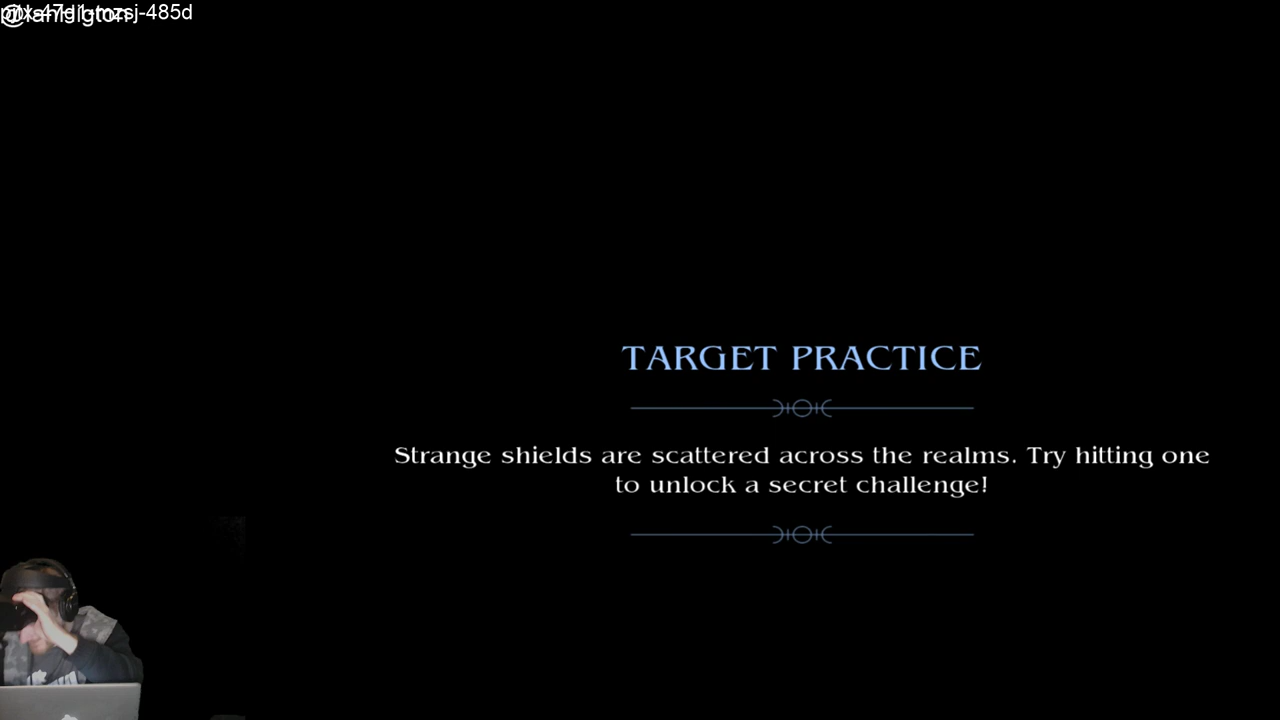 TARGET PRACTICE
Strange shields are scattered across the realms. Try hitting one
to unlock a secret challenge!